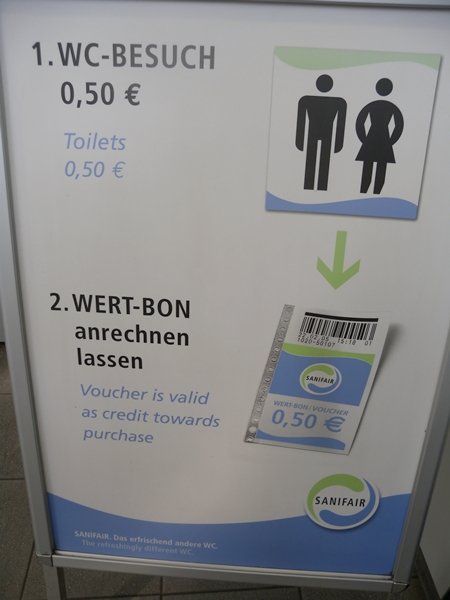 1. WC-BESUCH
0,50 €
Toilets
0,50 €
2. WERT-BON
anrechnen
lassen
Voucher is valid
as credit towards
purchase
SANIFAIR
WERT-BON / VOUCHER
0,50 €
SANIFAIR
SANIFAIR. Das erfrischend andere WC.
The refreshingly different WC.